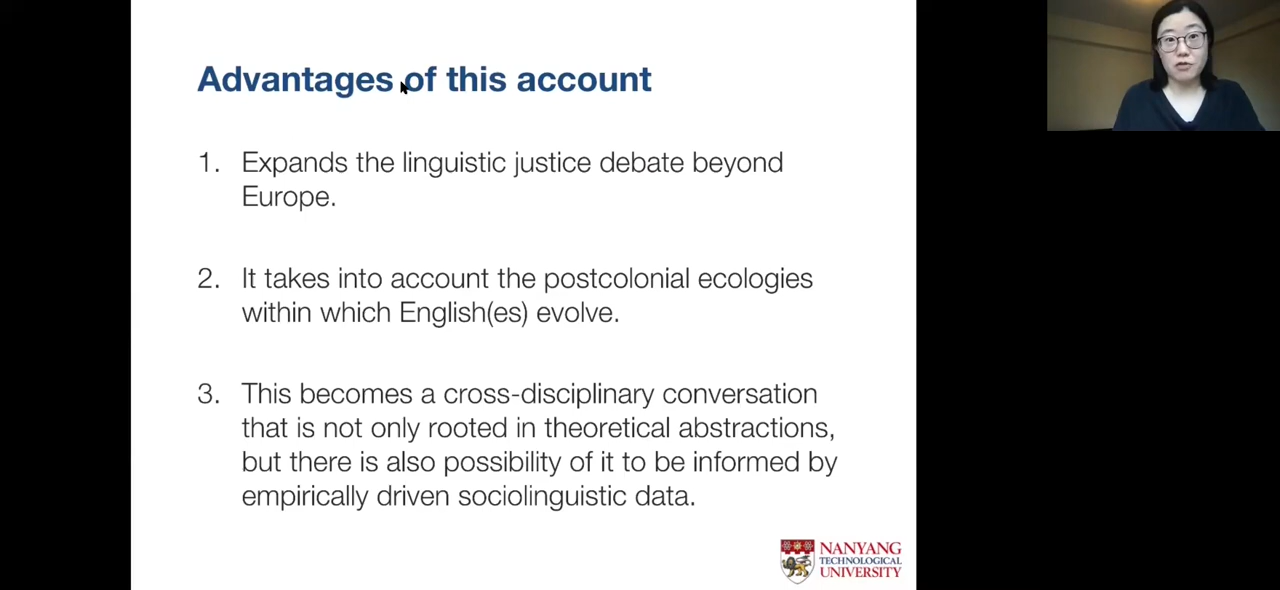 Advantages of this account
1. Expands the linguistic justice debate beyond
Europe.
2. It takes into account the postcolonial ecologies
within which English(es) evolve.
3. This becomes a cross-disciplinary conversation
that is not only rooted in theoretical abstractions,
but there is also possibility of it to be informed by
empirically driven sociolinguistic data.
NANYANG
TECHNOLOGICAL
UNIVERSITY